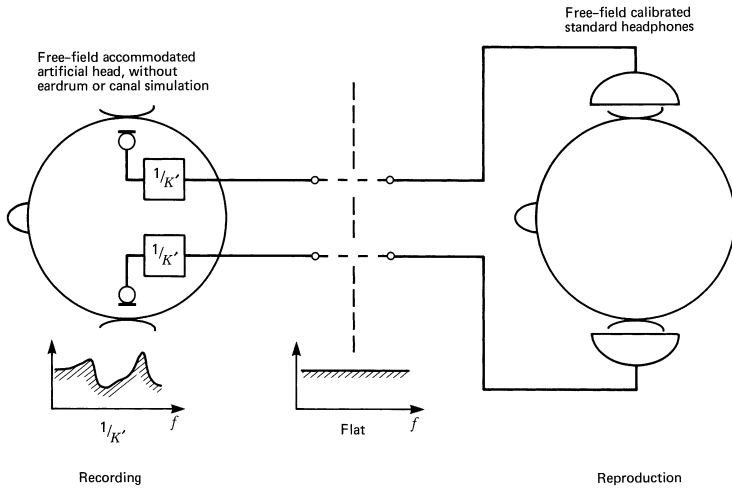 Free-field calibrated
standard headphones
Free-field accommodated
artificial head, without
eardrum or canal simulation
1/K′
1/K′
1/K′
f
Flat
f
Recording
Reproduction